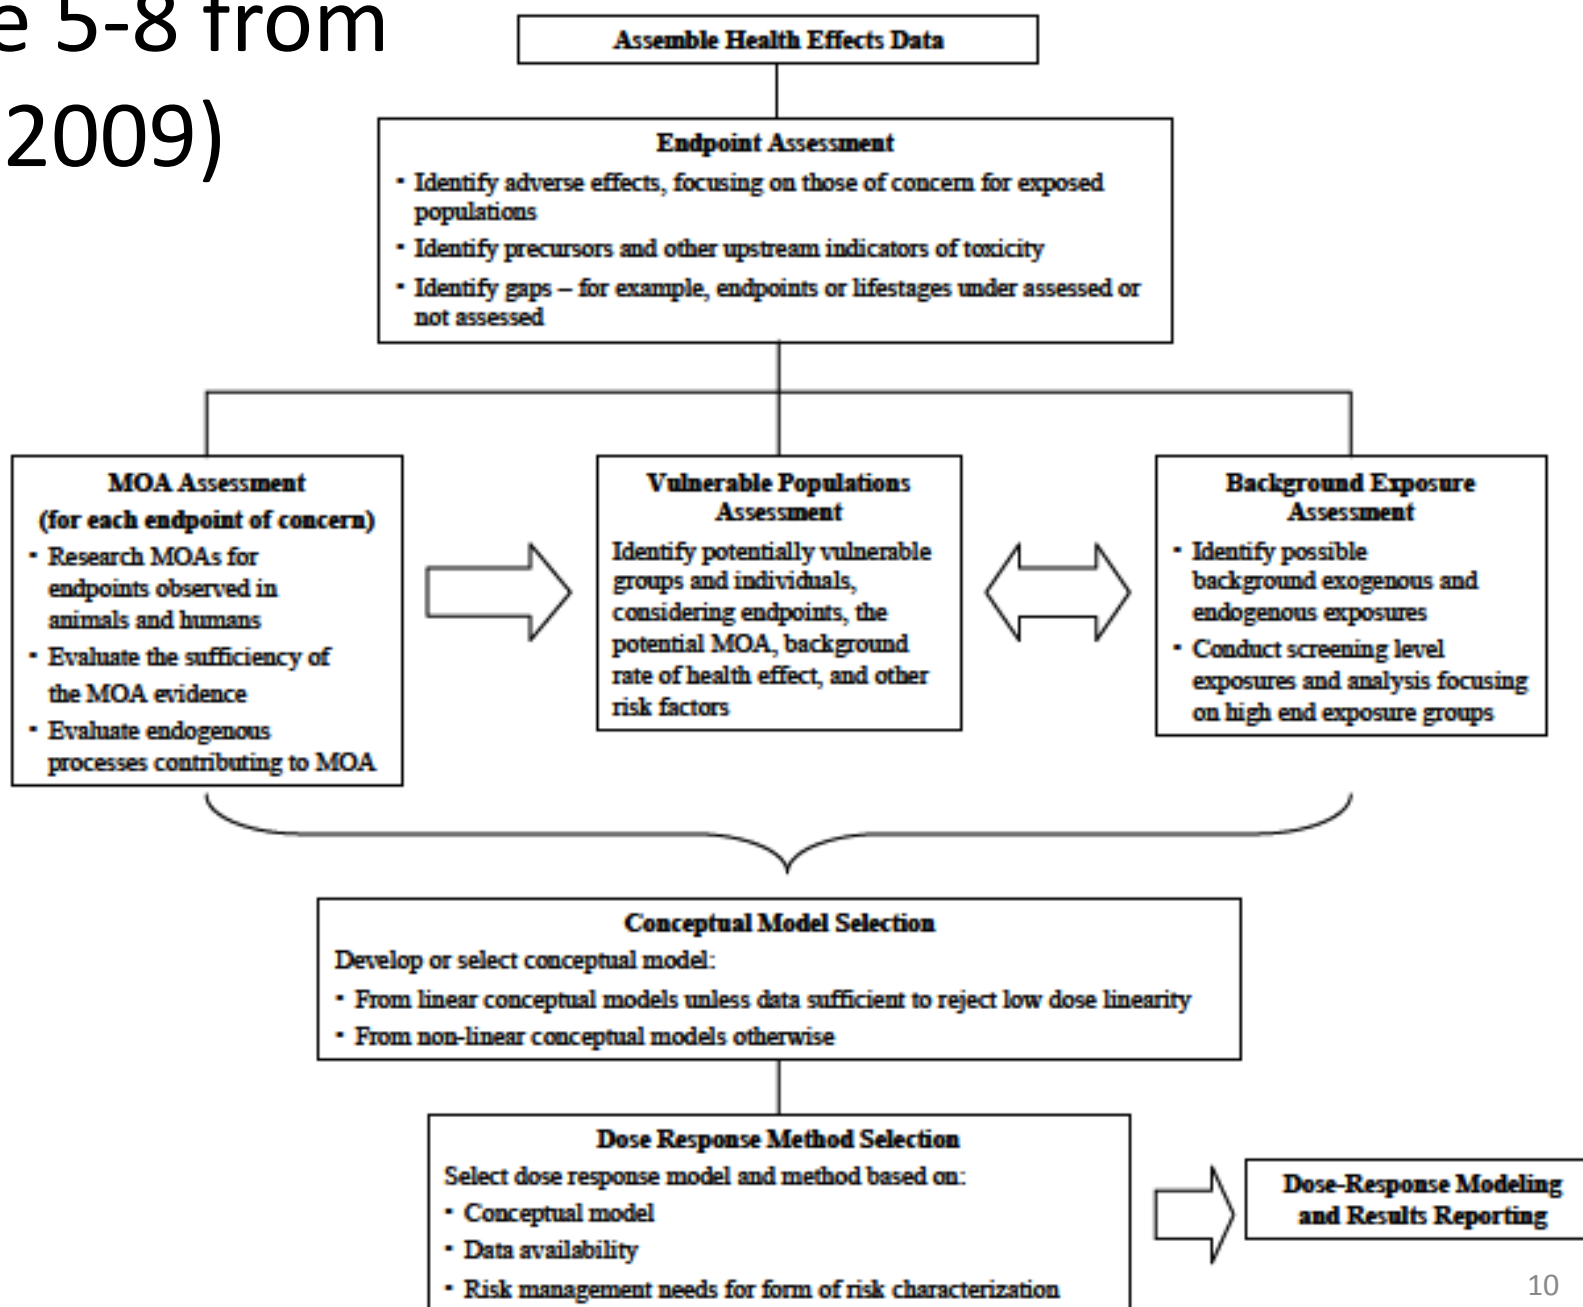 e 5-8 from
2009)
Assemble Health Effects Data
Endpoint Assessment
▪ Identify adverse effects, focusing on those of concern for exposed
populations
▪ Identify precursors and other upstream indicators of toxicity
▪ Identify gaps – for example, endpoints or lifestages under assessed or
not assessed
MOA Assessment
(for each endpoint of concern)
▪ Research MOAs for
endpoints observed in
animals and humans
▪ Evaluate the sufficiency of
the MOA evidence
▪ Evaluate endogenous
processes contributing to MOA
Vulnerable Populations
Assessment
Identify potentially vulnerable
groups and individuals,
considering endpoints, the
potential MOA, background
rate of health effect, and other
risk factors
Background Exposure
Assessment
▪ Identify possible
background exogenous and
endogenous exposures
▪ Conduct screening level
exposures and analysis focusing
on high end exposure groups
Conceptual Model Selection
Develop or select conceptual model:
▪ From linear conceptual models unless data sufficient to reject low dose linearity
▪ From non-linear conceptual models otherwise
Dose Response Method Selection
Select dose response model and method based on:
▪ Conceptual model
▪ Data availability
▪ Risk management needs for form of risk characterization
Dose-Response Modeling
and Results Reporting
10